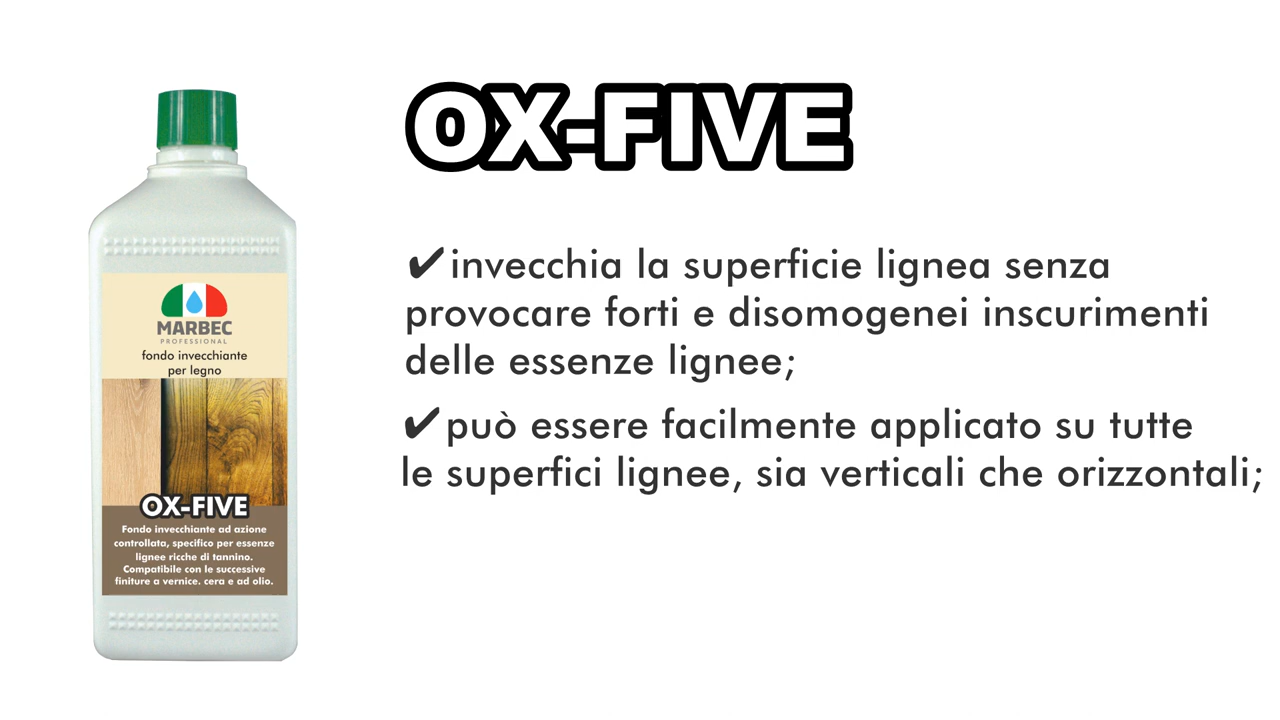 OX-FIVE
✔invecchia la superficie lignea senza
provocare forti e disomogenei inscurimenti
delle essenze lignee;
✔può essere facilmente applicato su tutte
le superfici lignee, sia verticali che orizzontali;
MARBEC
PROFESSIONAL
fondo invecchiante
per legno
OX-FIVE
Fondo invecchiante ad azione
controllata, specifico per essenze
lignee ricche di tannino.
Compatibile con le successive
finiture a vernice. cera e ad olio.